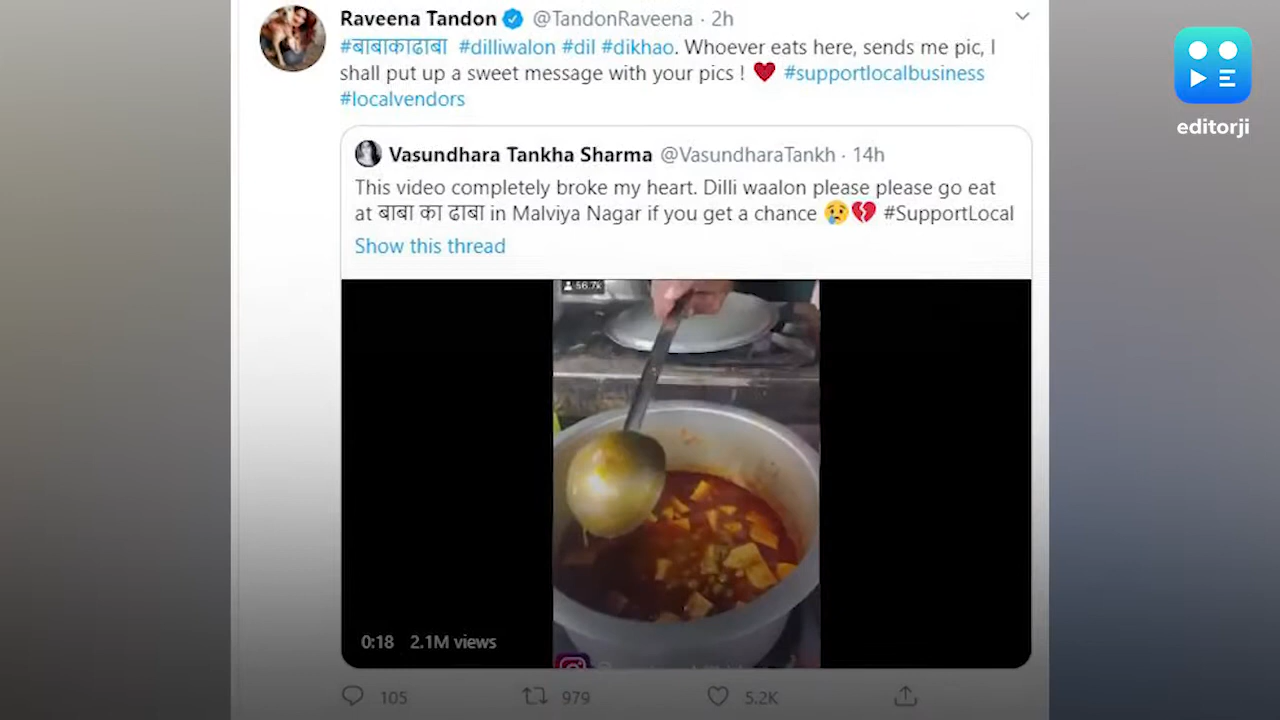 Raveena Tandon @TandonRaveena · 2h
#बाबाकाढाबा #dilliwalon #dil #dikhao. Whoever eats here, sends me pic, I
shall put up a sweet message with your pics ! ♥ #supportlocalbusiness
#localvendors
editorji
Vasundhara Tankha Sharma @VasundharaTankh · 14h
This video completely broke my heart. Dilli waalon please please go eat
at बाबा का ढाबा in Malviya Nagar if you get a chance 😢💔 #SupportLocal
Show this thread
56.7k
0:18 2.1M views
105 979 5.2K